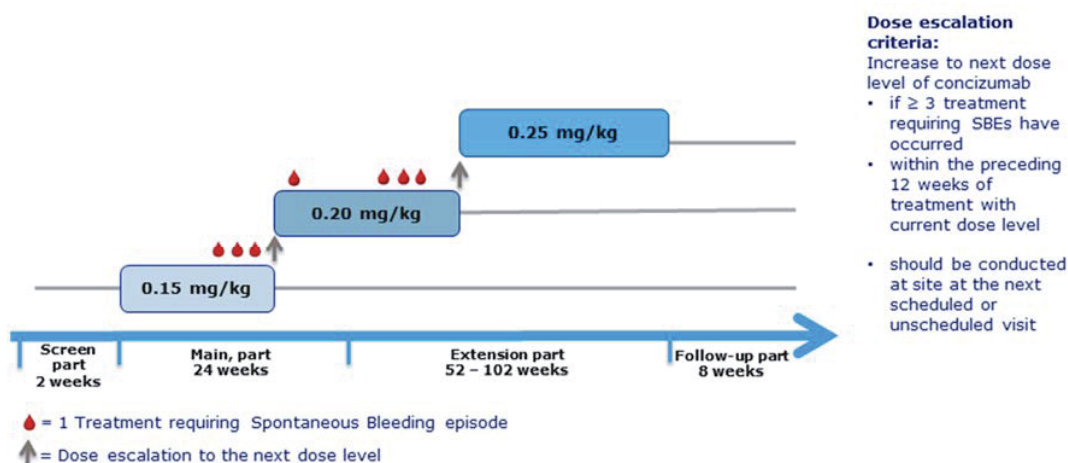 Dose escalation
criteria:
Increase to next dose
level of concizumab
• if ≥ 3 treatment
requiring SBEs have
occurred
• within the preceding
12 weeks of
treatment with
current dose level
• should be conducted
at site at the next
scheduled or
unscheduled visit
0.25 mg/kg
0.20 mg/kg
0.15 mg/kg
Screen
part
2 weeks
Main, part
24 weeks
Extension part
52 – 102 weeks
Follow-up part
8 weeks
= 1 Treatment requiring Spontaneous Bleeding episode
= Dose escalation to the next dose level